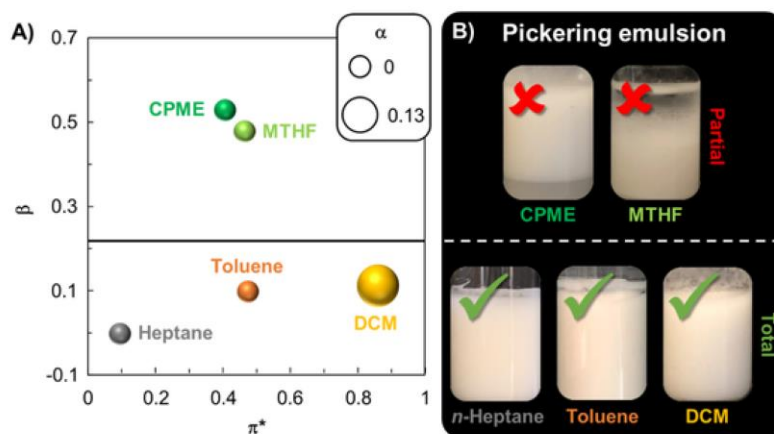 A)
0.7
0.5
0.3
0.1
-0.1
β
0
0.2
0.4
0.6
0.8
1
π*
α
0
0.13
CPME
MTHF
Toluene
DCM
Heptane
B)
Pickering emulsion
Partial
CPME
MTHF
Total
n-Heptane
Toluene
DCM